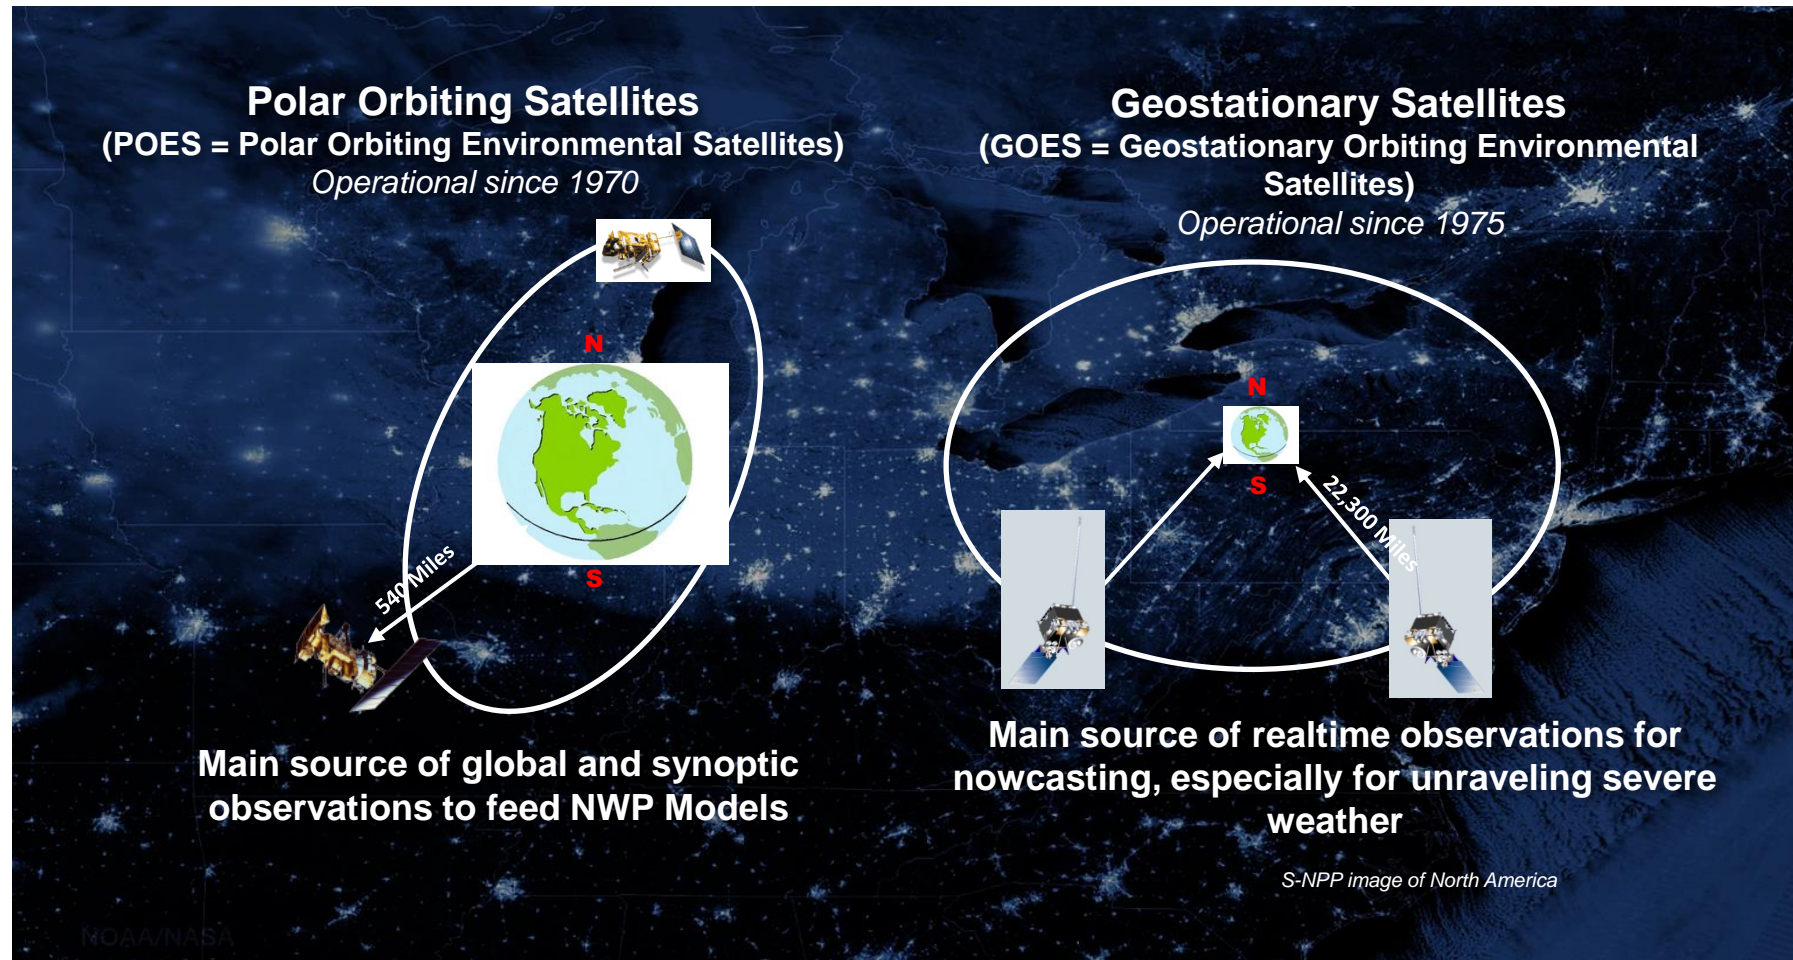 Polar Orbiting Satellites
(POES = Polar Orbiting Environmental Satellites)
Operational since 1970
N
S
540 Miles
Main source of global and synoptic
observations to feed NWP Models
Geostationary Satellites
(GOES = Geostationary Orbiting Environmental
Satellites)
Operational since 1975
N
S
22,300 Miles
Main source of realtime observations for
nowcasting, especially for unraveling severe
weather
S-NPP image of North America
NOAA/NASA